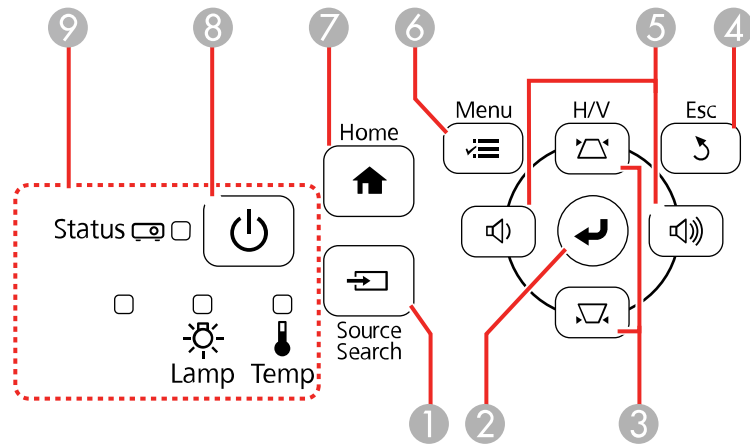 9 8 7 6 5 4
Menu H/V Esc
Home
Status
Source
Search
Lamp Temp
1 2 3